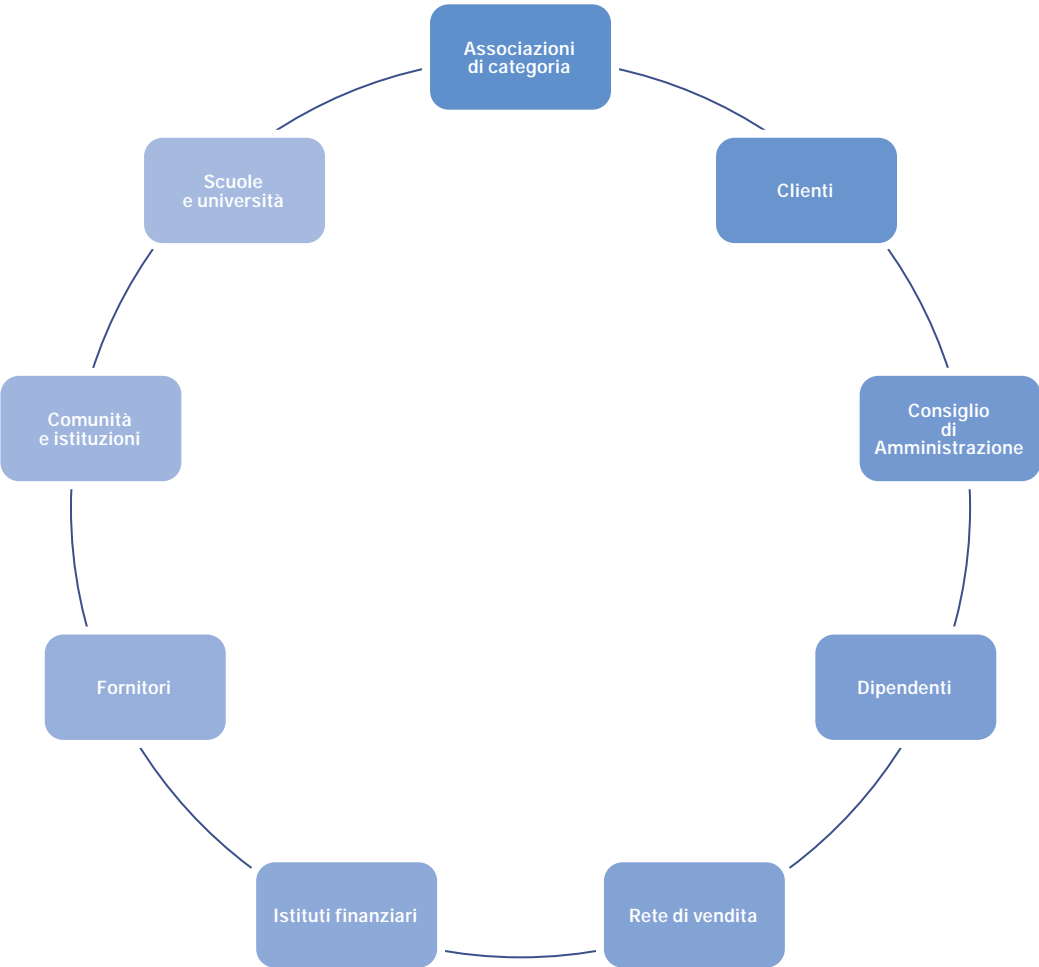 Associazioni
di categoria
Clienti
Consiglio
di
Amministrazione
Dipendenti
Rete di vendita
Istituti finanziari
Fornitori
Comunità
e istituzioni
Scuole
e università